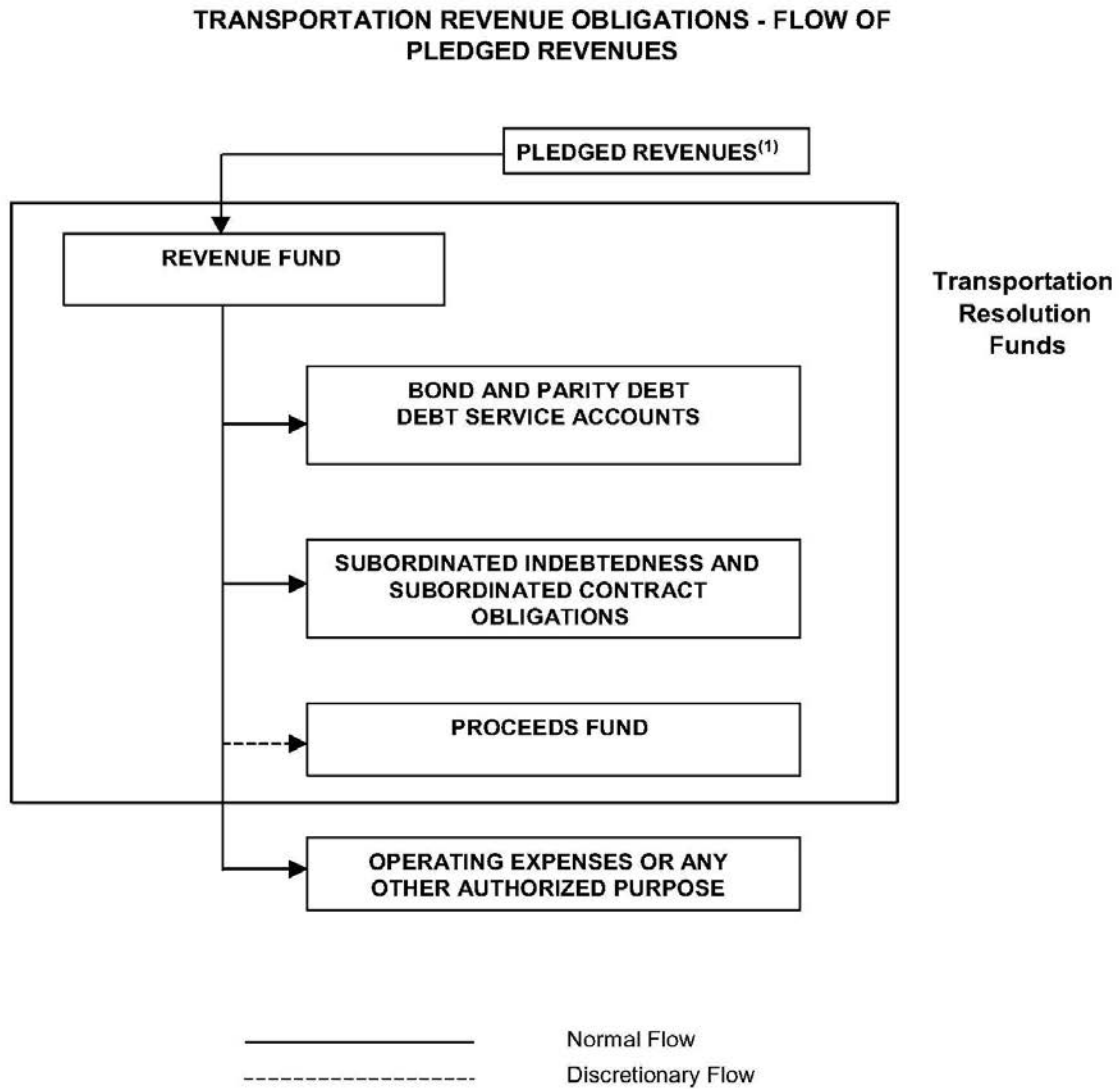 TRANSPORTATION REVENUE OBLIGATIONS - FLOW OF
PLEDGED REVENUES
PLEDGED REVENUES(1)
REVENUE FUND
Transportation
Resolution
Funds
BOND AND PARITY DEBT
DEBT SERVICE ACCOUNTS
SUBORDINATED INDEBTEDNESS AND
SUBORDINATED CONTRACT
OBLIGATIONS
PROCEEDS FUND
OPERATING EXPENSES OR ANY
OTHER AUTHORIZED PURPOSE
Normal Flow
Discretionary Flow